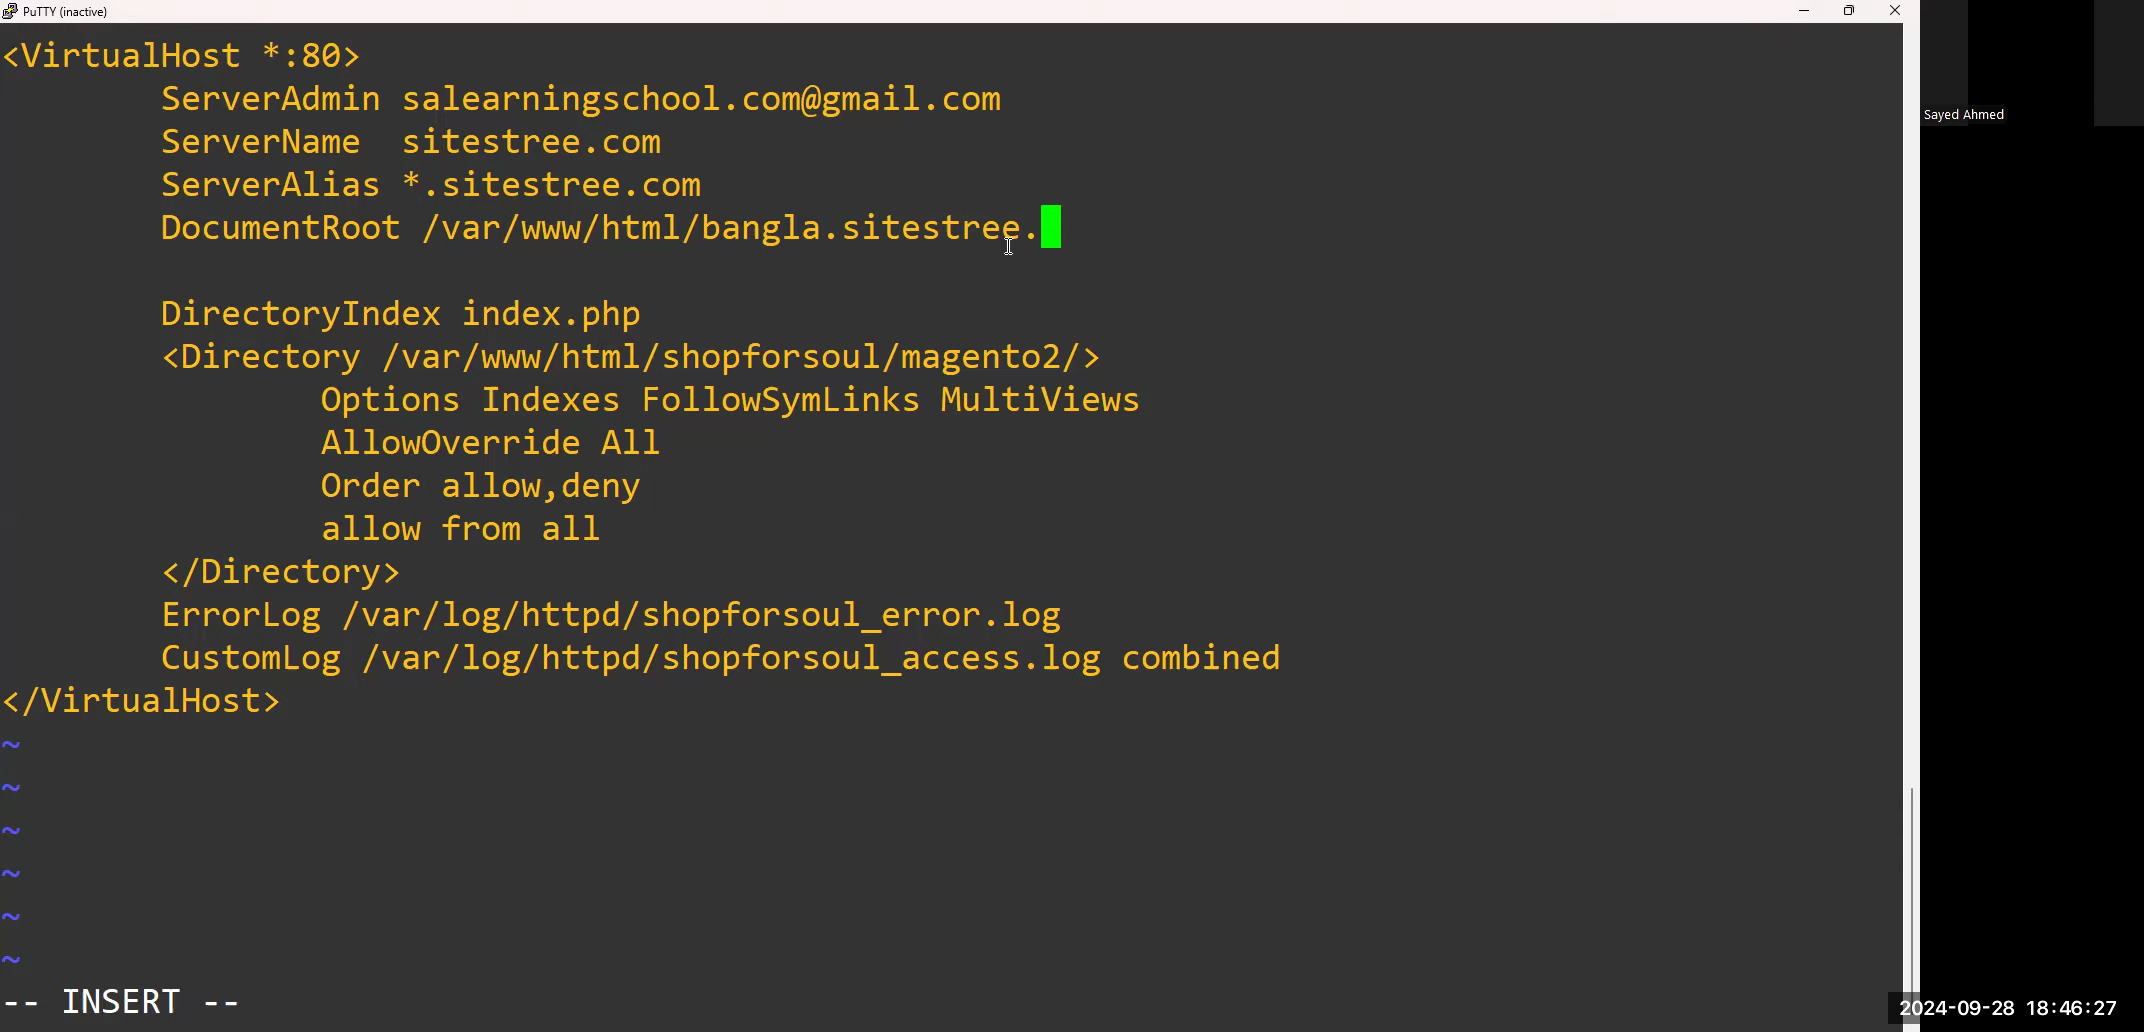 PuTTY (inactive)
<VirtualHost *:80>
ServerAdmin salearningschool.com@gmail.com
ServerName  sitestree.com
ServerAlias *.sitestree.com
DocumentRoot /var/www/html/bangla.sitestree.
DirectoryIndex index.php
<Directory /var/www/html/shopforsoul/magento2/>
Options Indexes FollowSymLinks MultiViews
AllowOverride All
Order allow,deny
allow from all
</Directory>
ErrorLog /var/log/httpd/shopforsoul_error.log
CustomLog /var/log/httpd/shopforsoul_access.log combined
</VirtualHost>
~
~
~
~
~
~
-- INSERT --
Sayed Ahmed
2024-09-28 18:46:27